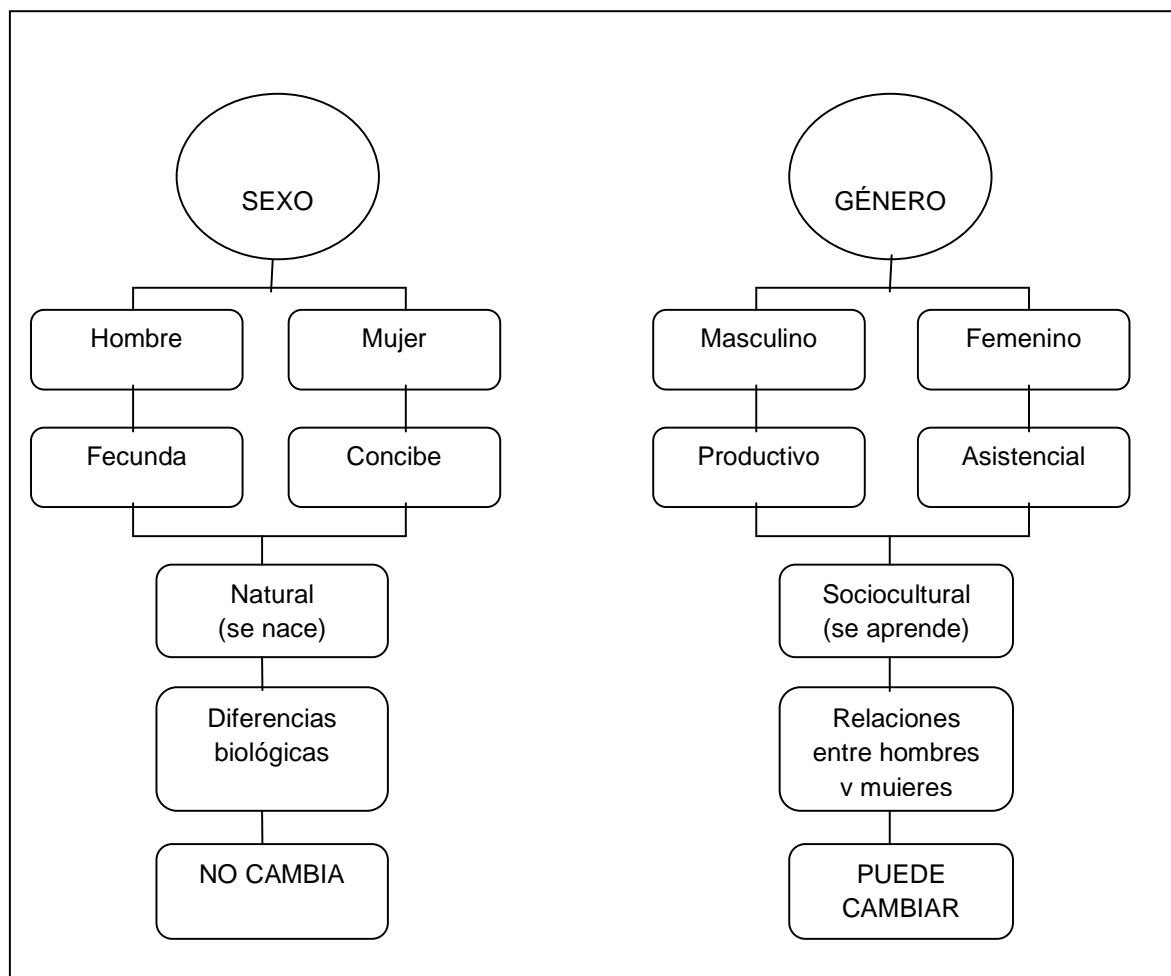 SEXO
GÉNERO
Hombre
Mujer
Masculino
Femenino
Fecunda
Concibe
Productivo
Asistencial
Natural
(se nace)
Sociocultural
(se aprende)
Diferencias
biológicas
Relaciones
entre hombres
y mujeres
NO CAMBIA
PUEDE
CAMBIAR